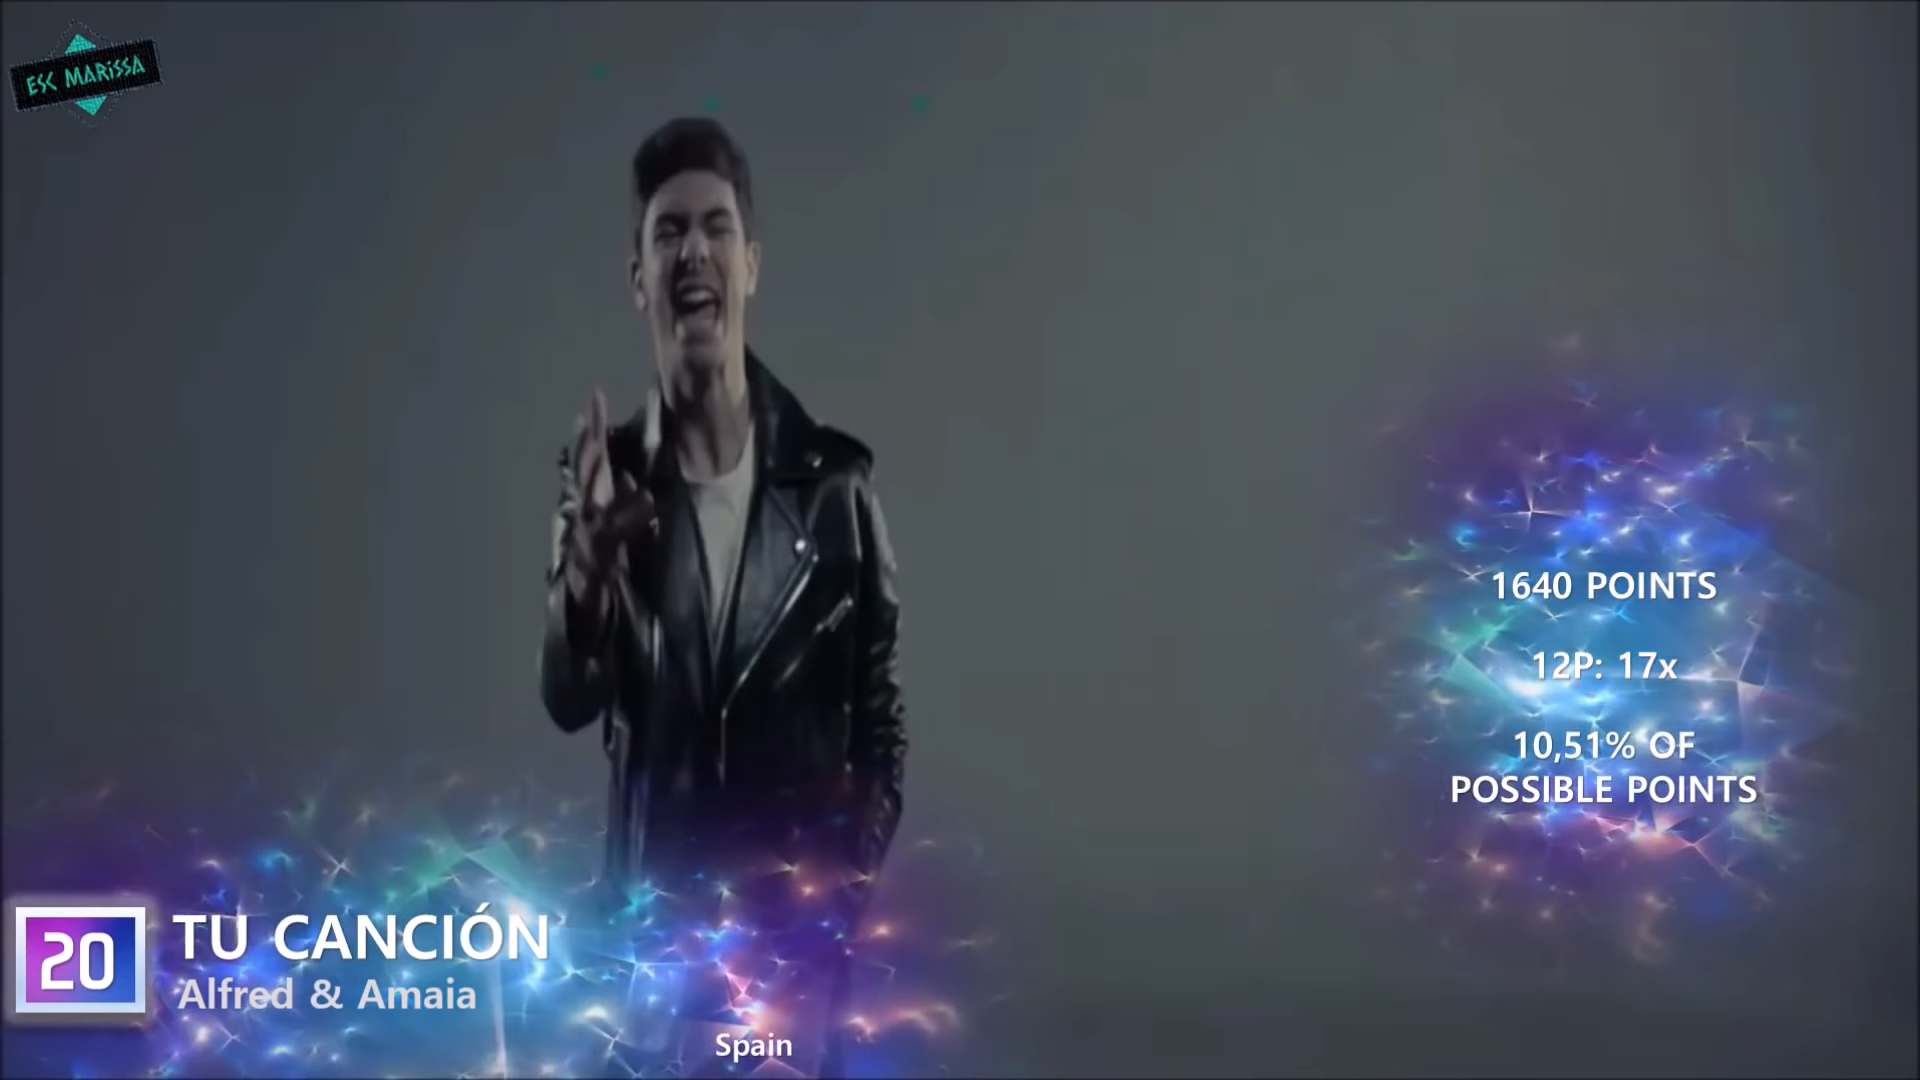 ESC MARiSSA
1640 POINTS
12P: 17x
10,51% OF
POSSIBLE POINTS
20
TU CANCIÓN
Alfred & Amaia
Spain